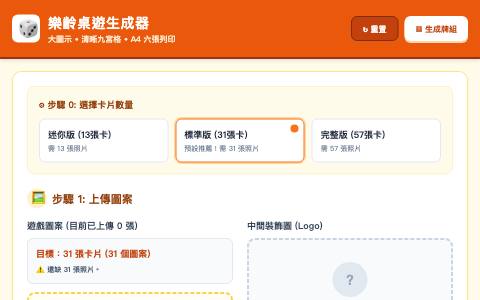 樂齡桌遊生成器
大圖示 • 清晰九宮格 • A4 六張列印
↻ 重置
生成牌組
步驟 0: 選擇卡片數量
迷你版 (13張卡)
需 13 張照片
標準版 (31張卡)
預設推薦！需 31 張照片
完整版 (57張卡)
需 57 張照片
步驟 1: 上傳圖案
遊戲圖案 (目前已上傳 0 張)
目標：31 張卡片 (31 個圖案)
⚠️ 還缺 31 張照片。
中間裝飾圖 (Logo)
?